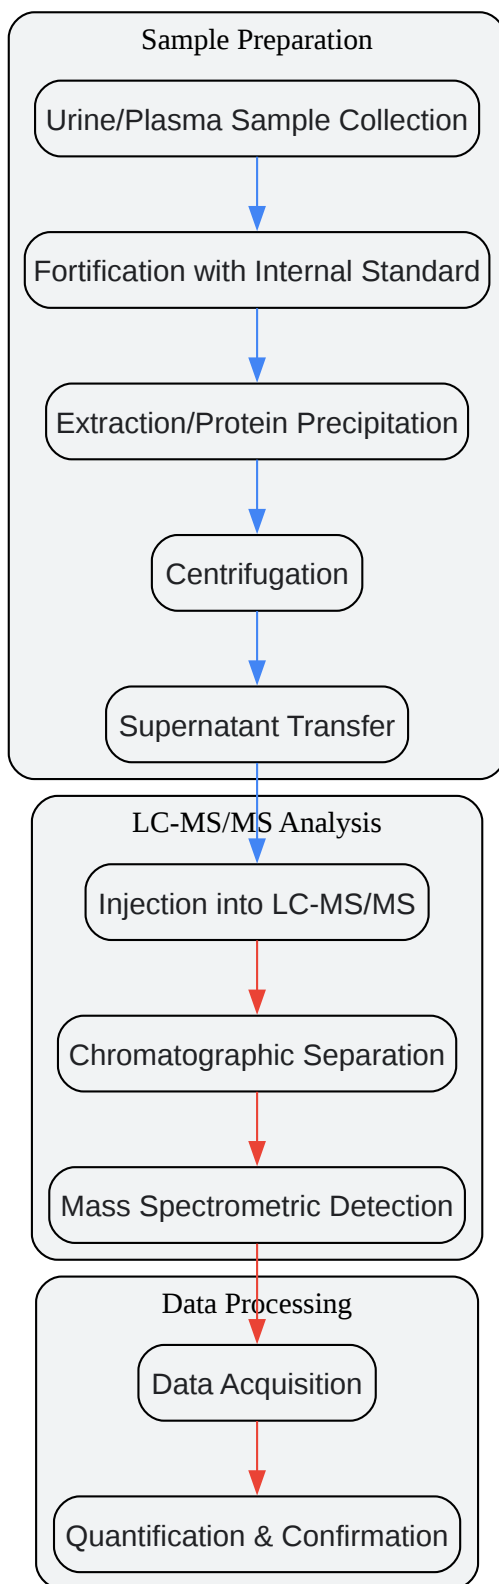 Sample Preparation
Urine/Plasma Sample Collection
Fortification with Internal Standard
Extraction/Protein Precipitation
Centrifugation
Supernatant Transfer
LC-MS/MS Analysis
Injection into LC-MS/MS
Chromatographic Separation
Mass Spectrometric Detection
Data Processing
Data Acquisition
Quantification & Confirmation